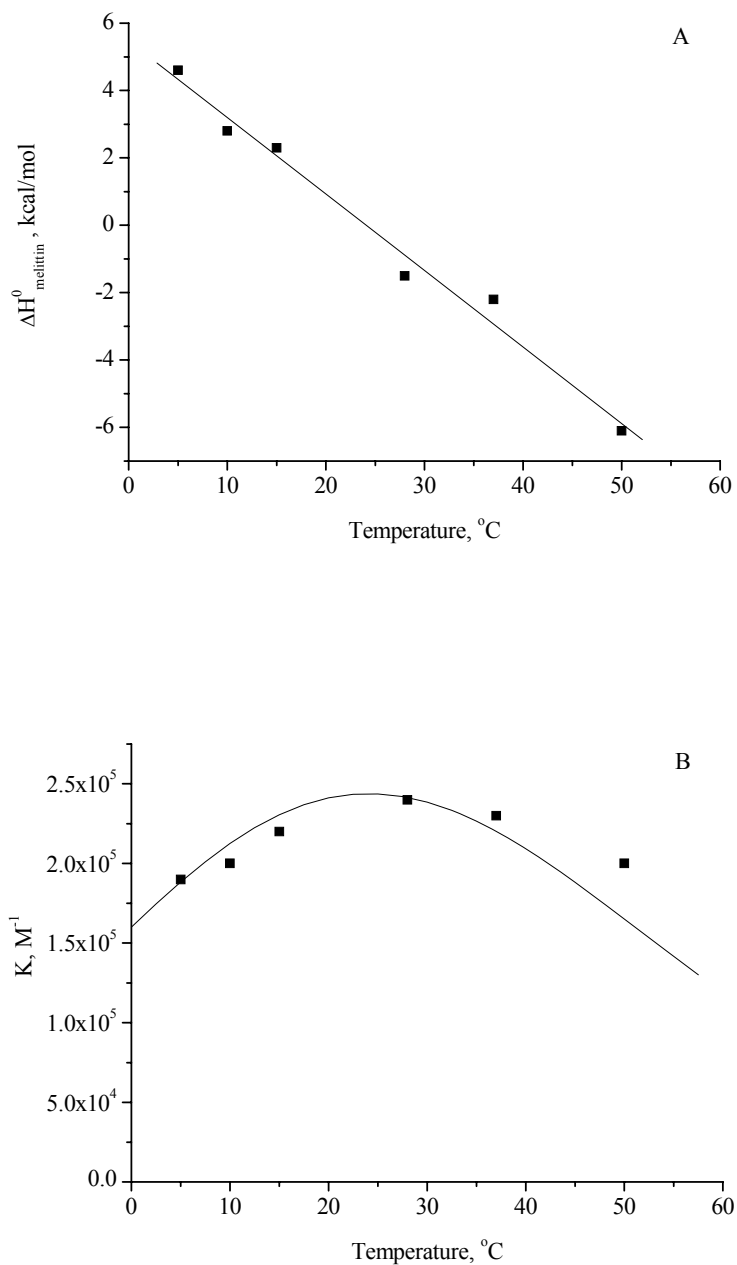 A
6
4
2
0
-2
-4
-6
ΔH⁰melittin , kcal/mol
0 10 20 30 40 50 60
Temperature, °C
B
2.5x10⁵
2.0x10⁵
1.5x10⁵
1.0x10⁵
5.0x10⁴
0.0
K, M⁻¹
0 10 20 30 40 50 60
Temperature, °C